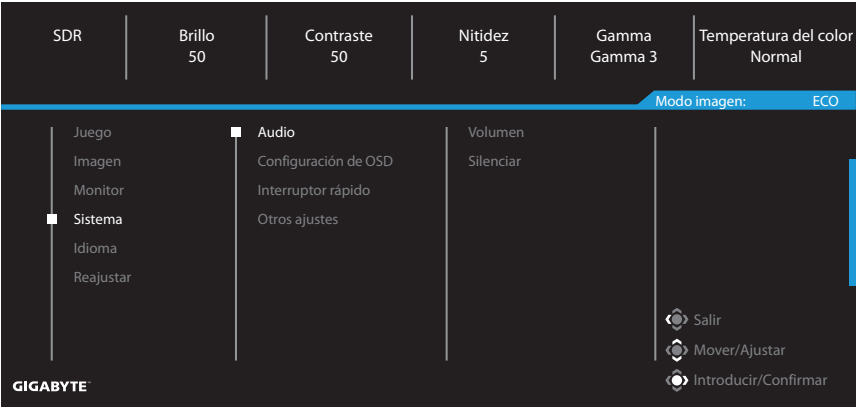 SDR
Brillo
50
Contraste
50
Nitidez
5
Gamma
Gamma 3
Temperatura del color
Normal
Modo imagen: ECO
Juego
Imagen
Monitor
Sistema
Idioma
Reajustar
Audio
Configuración de OSD
Interruptor rápido
Otros ajustes
Volumen
Silenciar
Salir
Mover/Ajustar
Introducir/Confirmar
GIGABYTE™